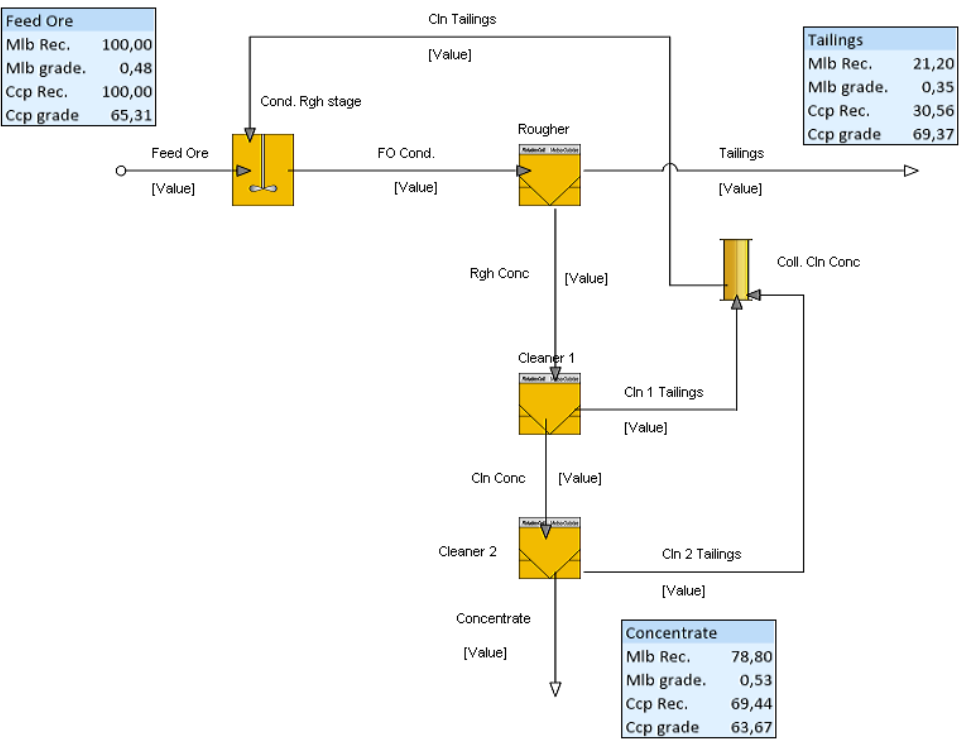 Feed Ore
Mlb Rec. 100,00
Mlb grade. 0,48
Ccp Rec. 100,00
Ccp grade 65,31
Cln Tailings
[Value]
Tailings
Mlb Rec. 21,20
Mlb grade. 0,35
Ccp Rec. 30,56
Ccp grade 69,37
Cond. Rgh stage
Rougher
Feed Ore
[Value]
FO Cond.
[Value]
Tailings
[Value]
Rgh Conc
[Value]
Coll. Cln Conc
Cleaner 1
Cln 1 Tailings
[Value]
Cln Conc
[Value]
Cleaner 2
Cln 2 Tailings
[Value]
Concentrate
[Value]
Concentrate
Mlb Rec. 78,80
Mlb grade. 0,53
Ccp Rec. 69,44
Ccp grade 63,67